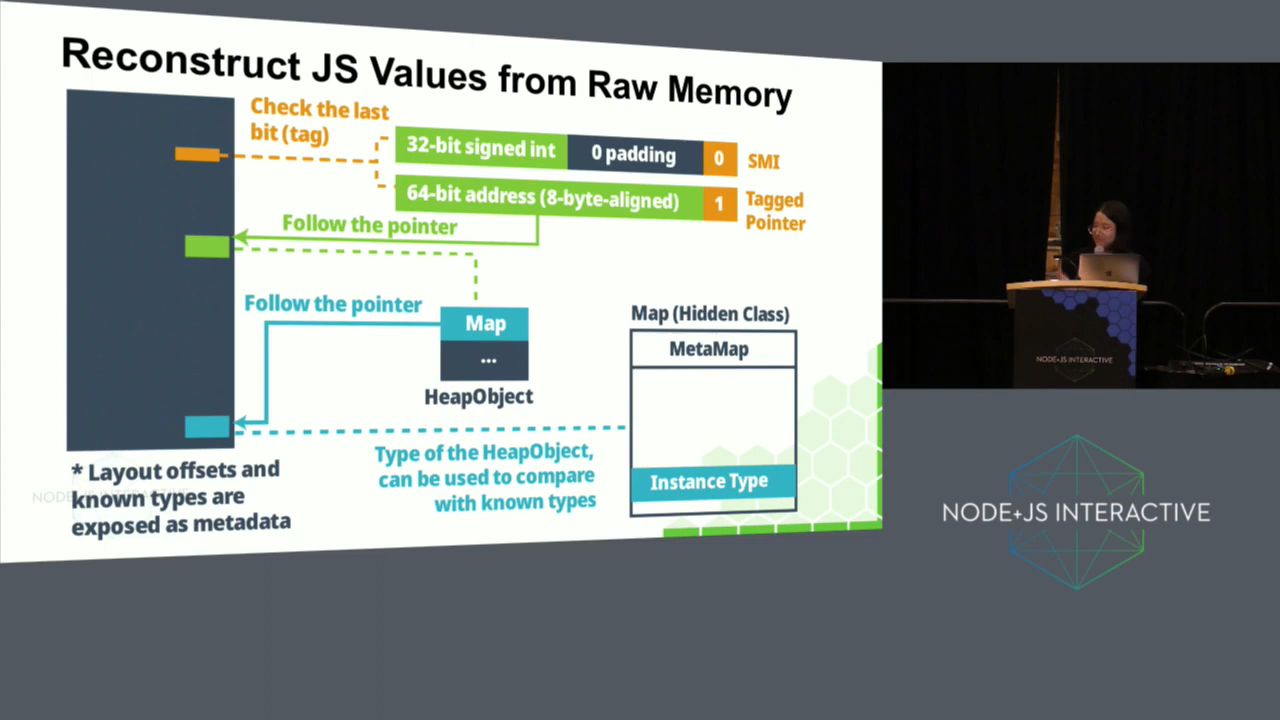 Reconstruct JS Values from Raw Memory
Check the last
bit (tag)
32-bit signed int
0 padding
0
SMI
64-bit address (8-byte-aligned)
1
Tagged
Pointer
Follow the pointer
Follow the pointer
Map
...
HeapObject
Map (Hidden Class)
MetaMap
Instance Type
Type of the HeapObject,
can be used to compare
with known types
* Layout offsets and
known types are
exposed as metadata
NODE+JS INTERACTIVE
NODE+JS INTERACTIVE